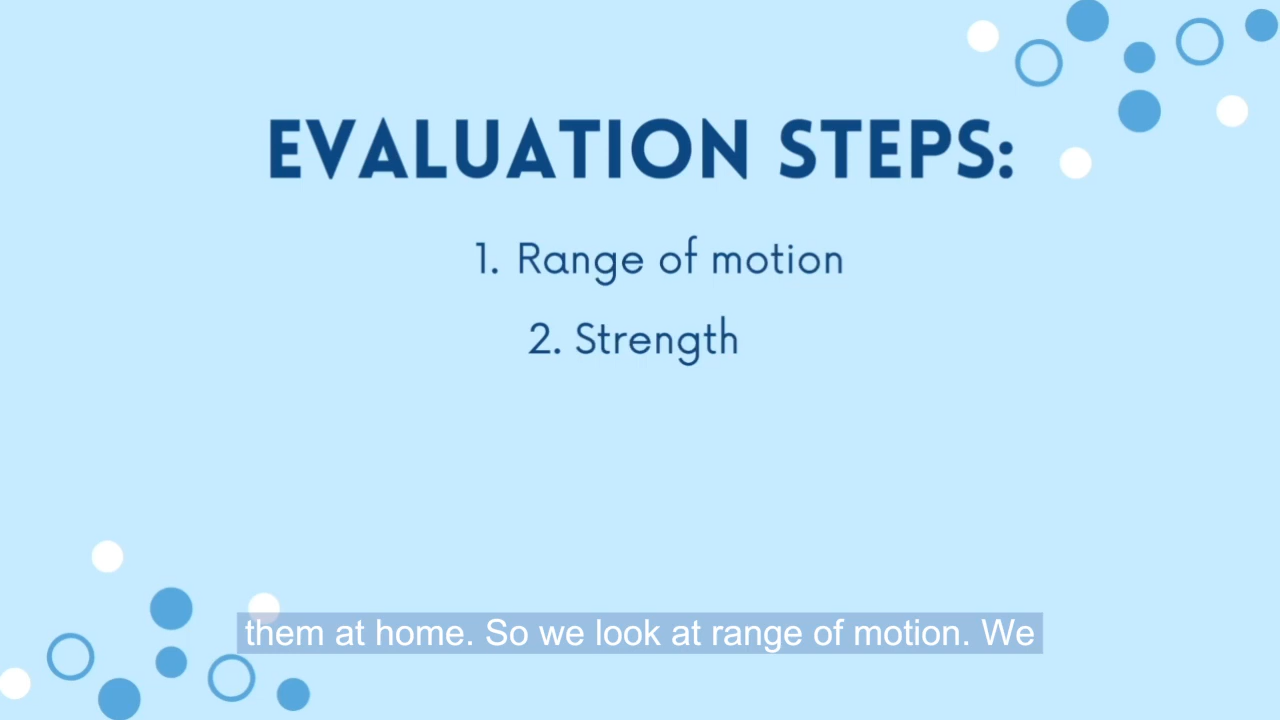 EVALUATION STEPS:
1. Range of motion
2. Strength
them at home. So we look at range of motion. We